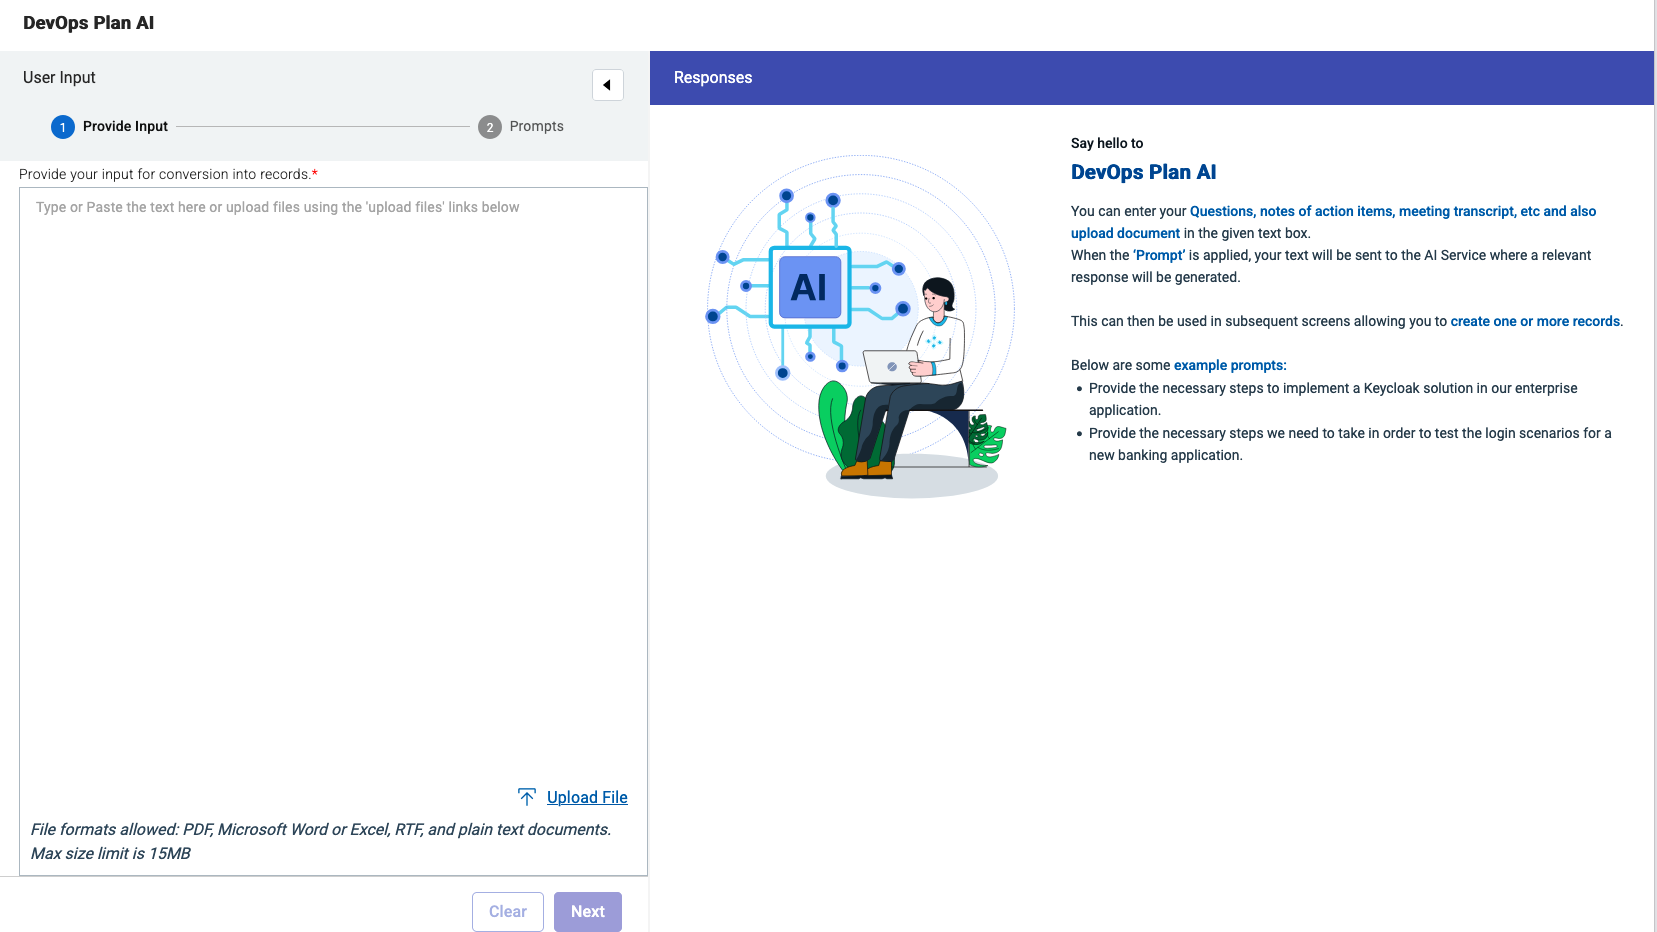 DevOps Plan AI
User Input
1 Provide Input
2 Prompts
Provide your input for conversion into records.*
Type or Paste the text here or upload files using the 'upload files' links below
Upload File
File formats allowed: PDF, Microsoft Word or Excel, RTF, and plain text documents.
Max size limit is 15MB
Clear
Next
Responses
AI
Say hello to
DevOps Plan AI
You can enter your Questions, notes of action items, meeting transcript, etc and also
upload document in the given text box.
When the ‘Prompt’ is applied, your text will be sent to the AI Service where a relevant
response will be generated.
This can then be used in subsequent screens allowing you to create one or more records.
Below are some example prompts:
• Provide the necessary steps to implement a Keycloak solution in our enterprise
application.
• Provide the necessary steps we need to take in order to test the login scenarios for a
new banking application.